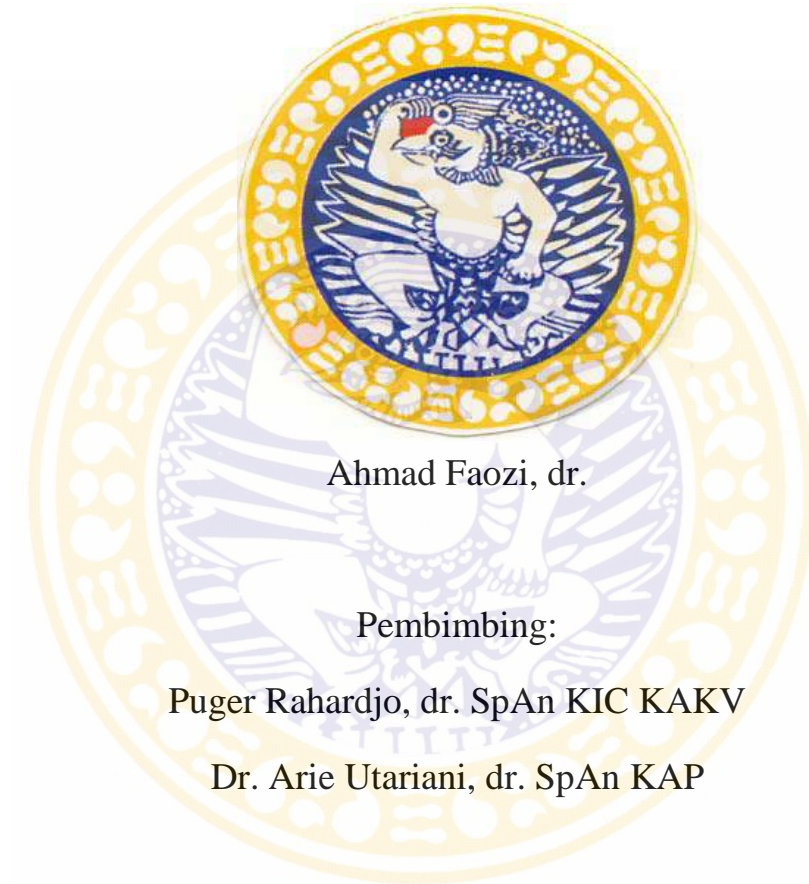 Ahmad Faozi, dr.
Pembimbing:
Puger Rahardjo, dr. SpAn KIC KAKV
Dr. Arie Utariani, dr. SpAn KAP